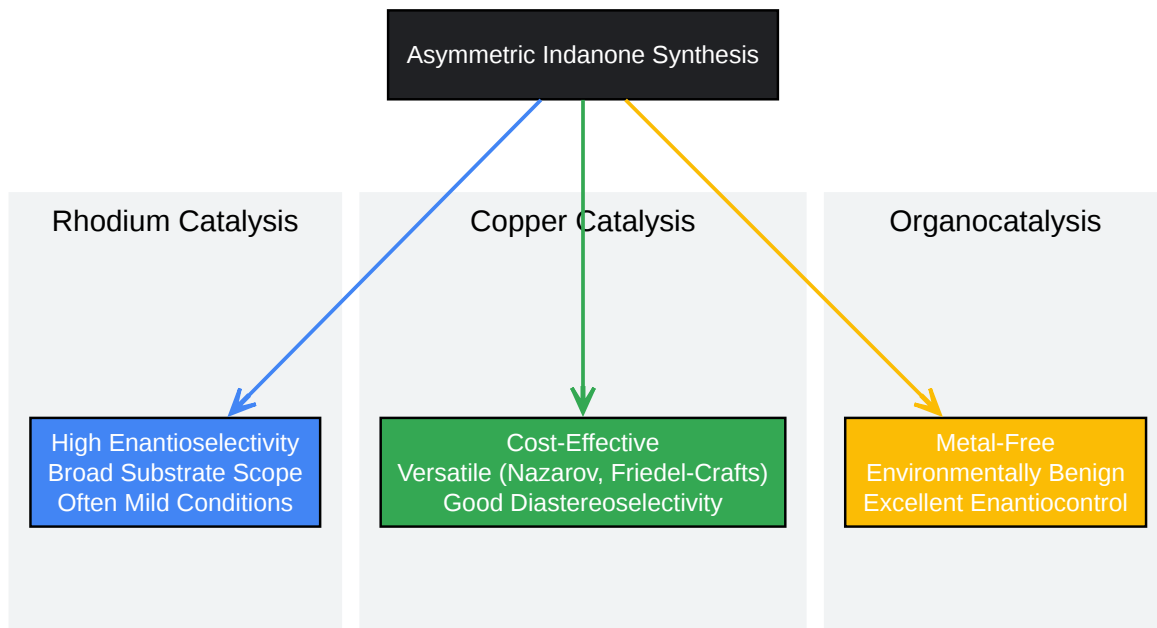 Asymmetric Indanone Synthesis
Rhodium Catalysis
Copper Catalysis
Organocatalysis
High Enantioselectivity
Broad Substrate Scope
Often Mild Conditions
Cost-Effective
Versatile (Nazarov, Friedel-Crafts)
Good Diastereoselectivity
Metal-Free
Environmentally Benign
Excellent Enantiocontrol